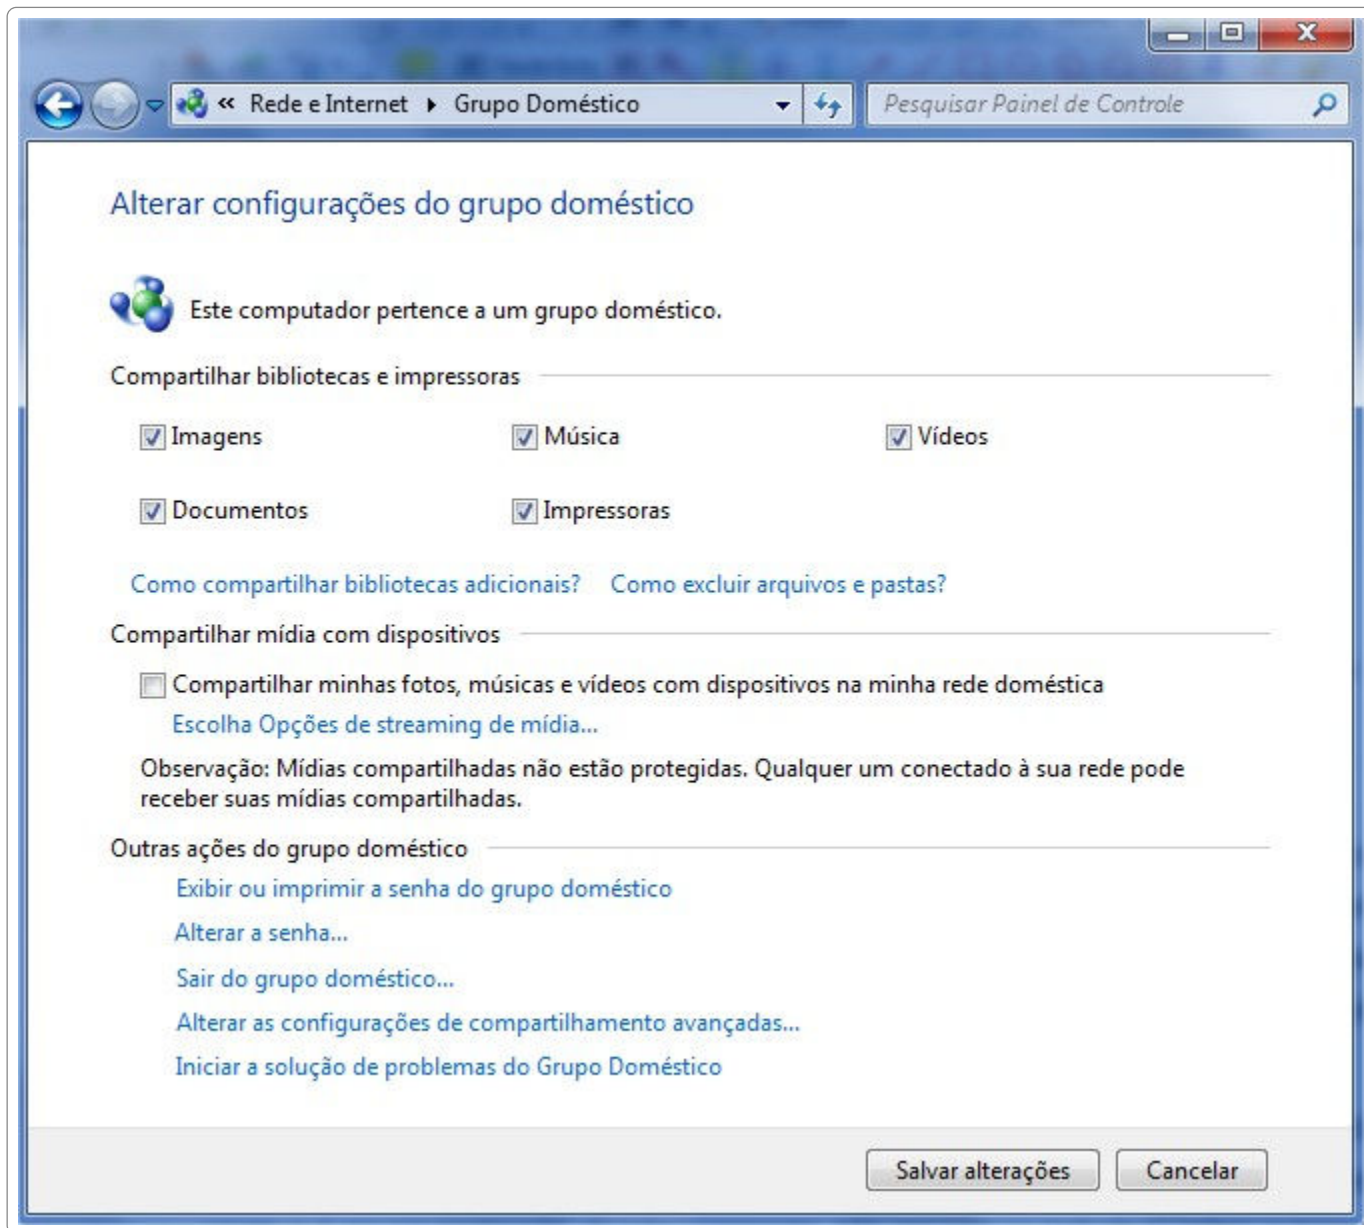 « Rede e Internet Grupo Doméstico Pesquisar Painel de Controle
Alterar configurações do grupo doméstico
Este computador pertence a um grupo doméstico.
Compartilhar bibliotecas e impressoras
Imagens Música Vídeos
Documentos Impressoras
Como compartilhar bibliotecas adicionais? Como excluir arquivos e pastas?
Compartilhar mídia com dispositivos
Compartilhar minhas fotos, músicas e vídeos com dispositivos na minha rede doméstica
Escolha Opções de streaming de mídia...
Observação: Mídias compartilhadas não estão protegidas. Qualquer um conectado à sua rede pode
receber suas mídias compartilhadas.
Outras ações do grupo doméstico
Exibir ou imprimir a senha do grupo doméstico
Alterar a senha...
Sair do grupo doméstico...
Alterar as configurações de compartilhamento avançadas...
Iniciar a solução de problemas do Grupo Doméstico
Salvar alterações Cancelar